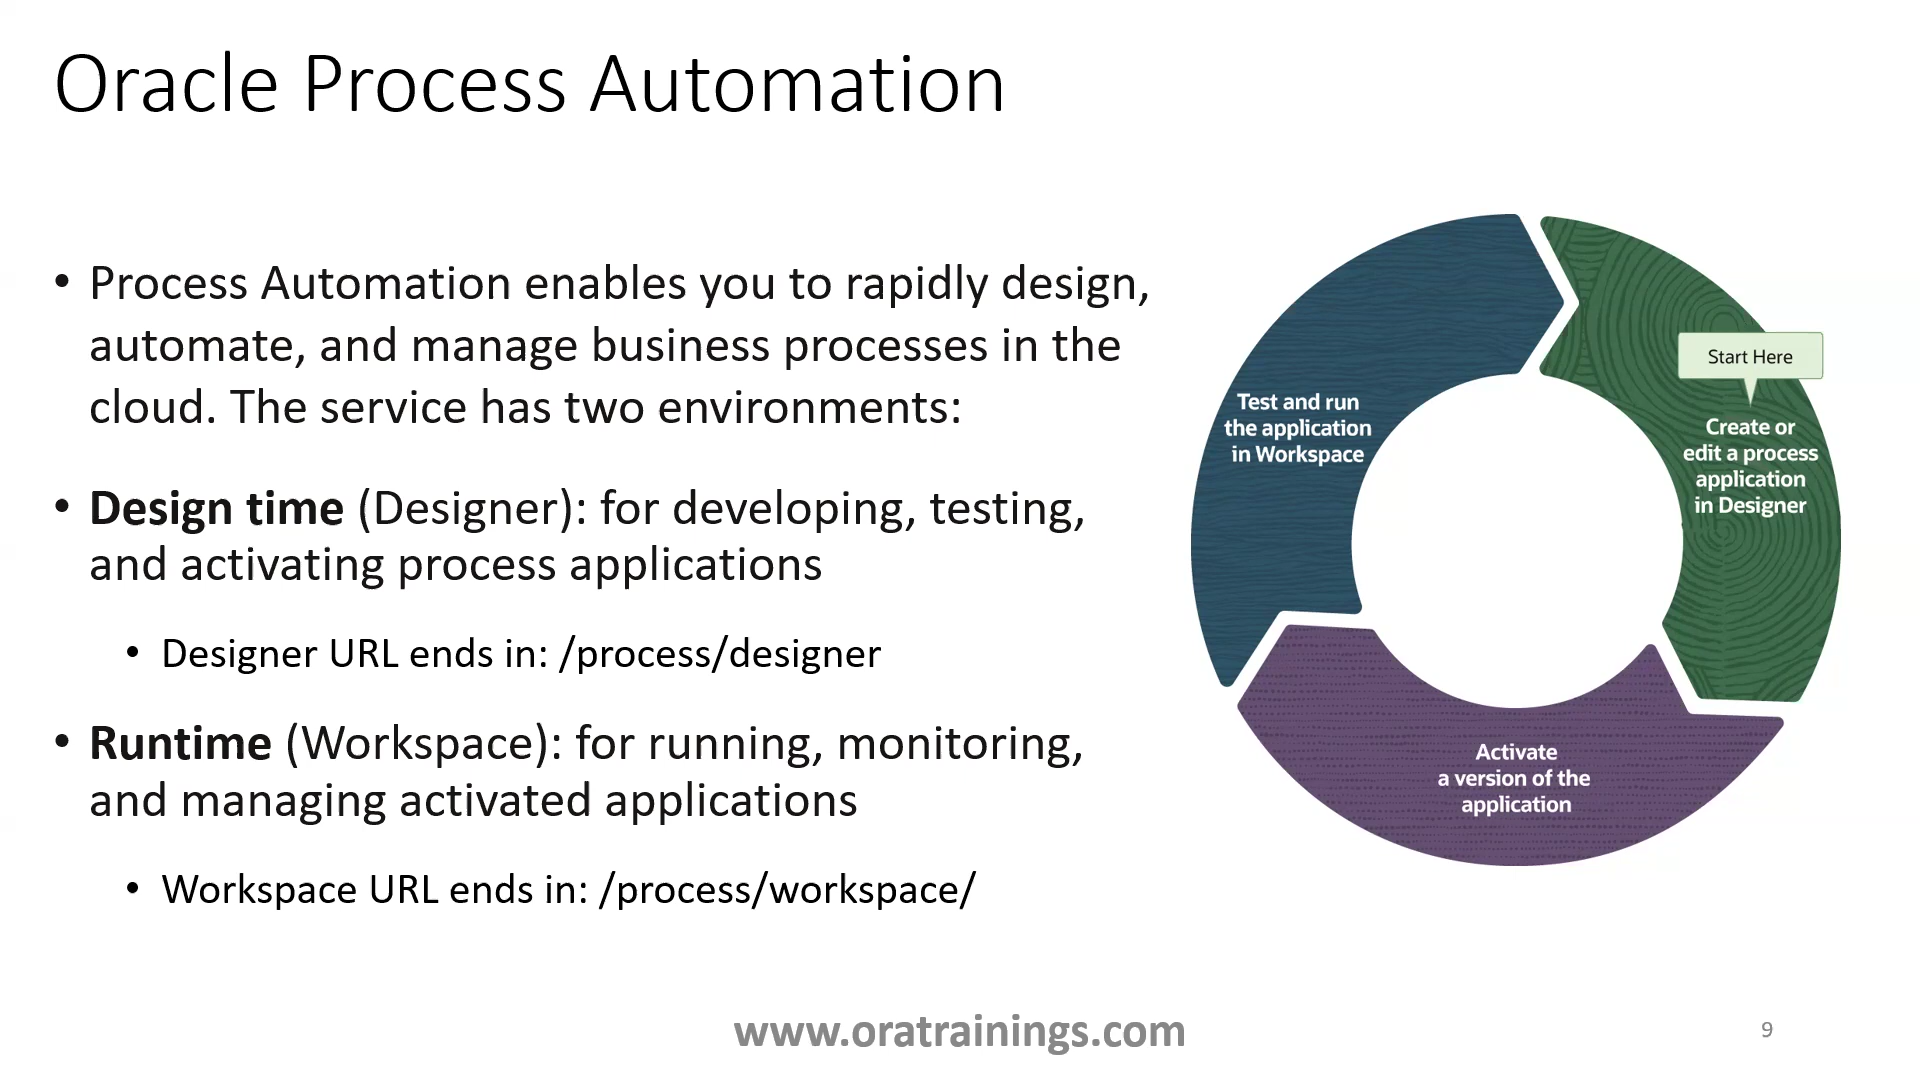 Oracle Process Automation
• Process Automation enables you to rapidly design,
automate, and manage business processes in the
cloud. The service has two environments:
• Design time (Designer): for developing, testing,
and activating process applications
• Designer URL ends in: /process/designer
• Runtime (Workspace): for running, monitoring,
and managing activated applications
• Workspace URL ends in: /process/workspace/
Start Here
Create or
edit a process
application
in Designer
Activate
a version of the
application
Test and run
the application
in Workspace
www.oratrainings.com
9